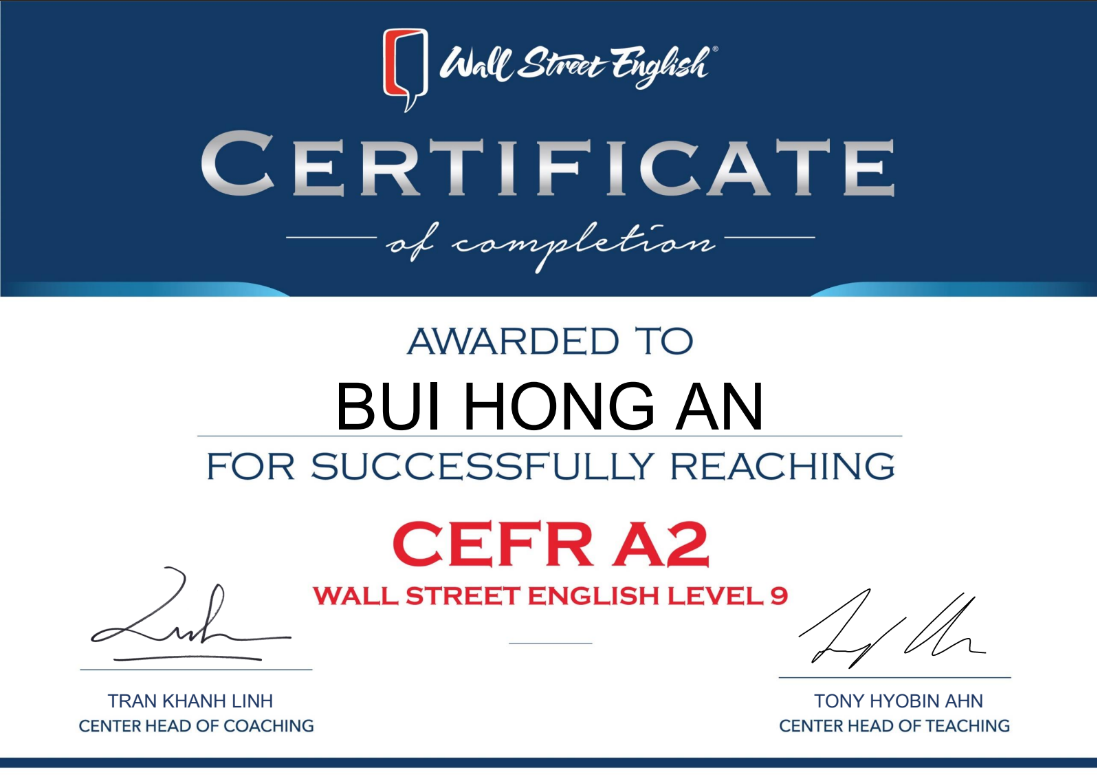 Wall Street English®
CERTIFICATE
of completion
AWARDED TO
BUI HONG AN
FOR SUCCESSFULLY REACHING
CEFR A2
WALL STREET ENGLISH LEVEL 9
TRAN KHANH LINH
CENTER HEAD OF COACHING
TONY HYOBIN AHN
CENTER HEAD OF TEACHING